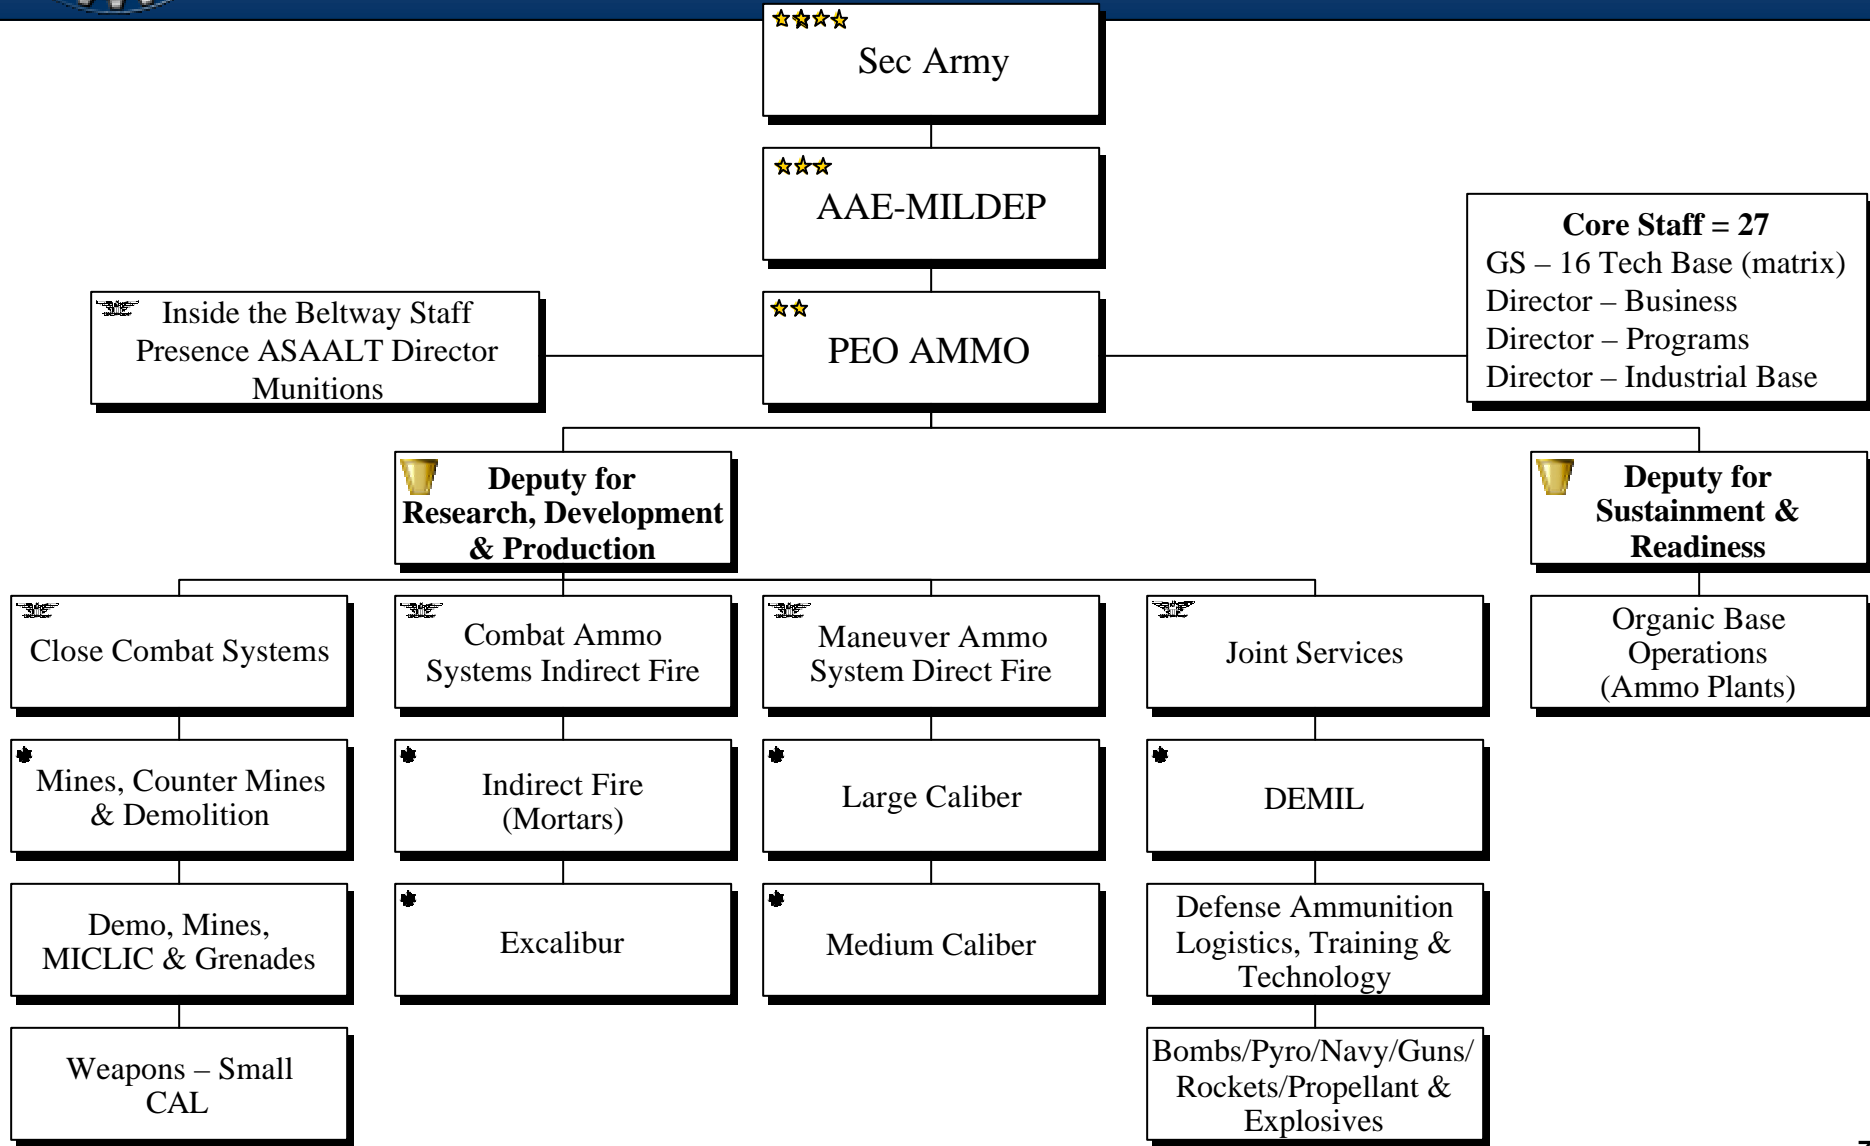 Sec Army
AAE-MILDEP
Core Staff = 27
GS – 16 Tech Base (matrix)
Director – Business
Director – Programs
Director – Industrial Base
Inside the Beltway Staff
Presence ASAALT Director
Munitions
PEO AMMO
Deputy for
Research, Development
& Production
Deputy for
Sustainment &
Readiness
Close Combat Systems
Combat Ammo
Systems Indirect Fire
Maneuver Ammo
System Direct Fire
Joint Services
Organic Base
Operations
(Ammo Plants)
Mines, Counter Mines
& Demolition
Indirect Fire
(Mortars)
Large Caliber
DEMIL
Demo, Mines,
MICLIC & Grenades
Excalibur
Medium Caliber
Defense Ammunition
Logistics, Training &
Technology
Weapons – Small
CAL
Bombs/Pyro/Navy/Guns/
Rockets/Propellant &
Explosives